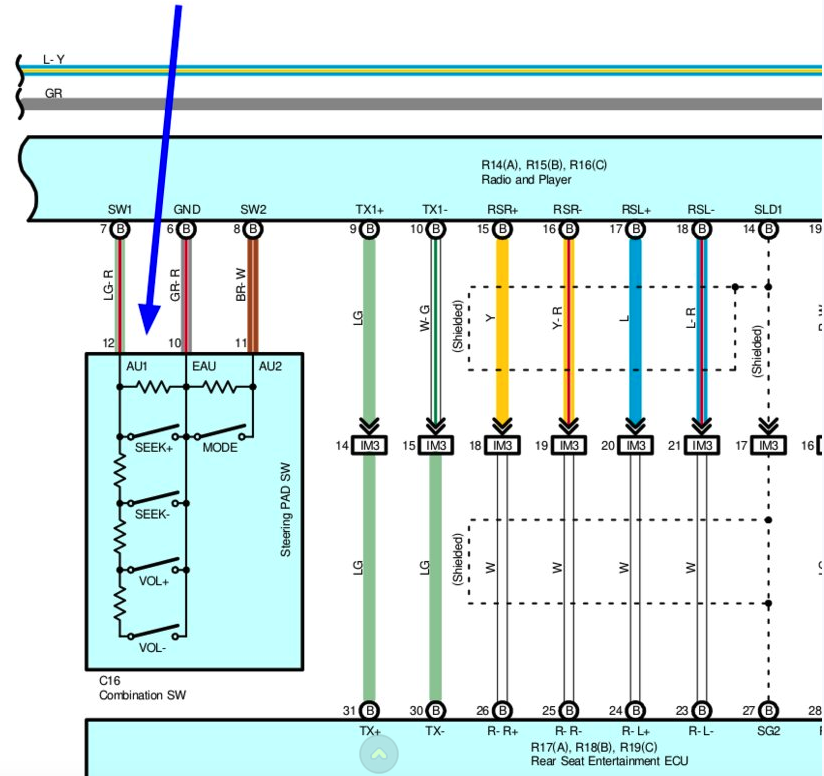 L- Y
GR
R14(A), R15(B), R16(C)
Radio and Player
SW1 GND SW2 TX1+ TX1- RSR+ RSR- RSL+ RSL- SLD1
7 B 6 B 8 B 9 B 10 B 15 B 16 B 17 B 18 B 14 B 19
LG- R GR- R BR- W LG W- G (Shielded) Y Y- R L L- R (Shielded)
12 10 11
AU1 EAU AU2
SEEK+ MODE
14 IM3 15 IM3 18 IM3 19 IM3 20 IM3 21 IM3 17 IM3 16
SEEK-
Steering PAD SW
VOL+
LG LG (Shielded) W W W W
VOL-
C16
Combination SW
31 B 30 B 26 B 25 B 24 B 23 B 27 B 28
TX+ TX- R- R+ R- R- R- L+ R- L- SG2
R17(A), R18(B), R19(C)
Rear Seat Entertainment ECU